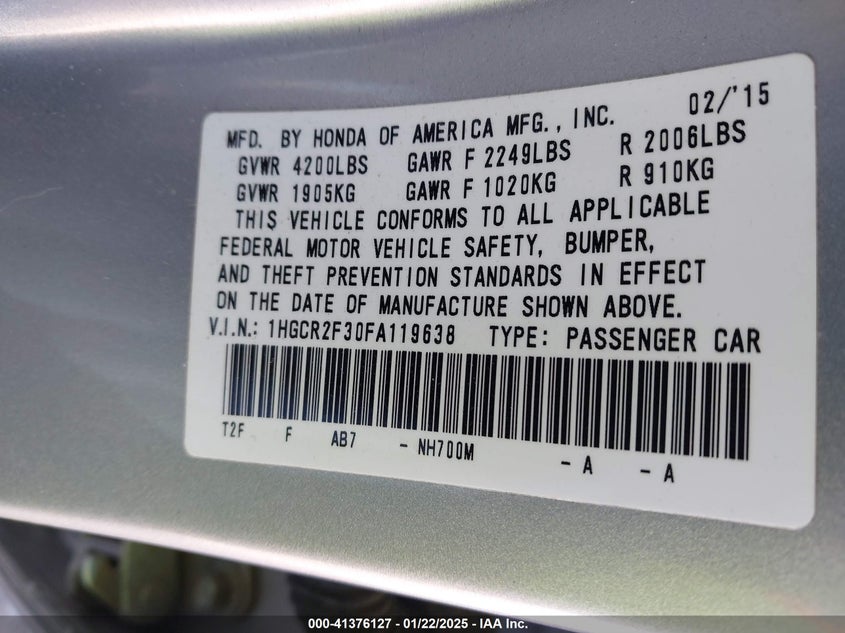 02/'15
MFD. BY HONDA OF AMERICA MFG., INC.
GVWR 4200LBS GAWR F 2249LBS R 2006LBS
GVWR 1905KG GAWR F 1020KG R 910KG
THIS VEHICLE CONFORMS TO ALL APPLICABLE
FEDERAL MOTOR VEHICLE SAFETY, BUMPER,
AND THEFT PREVENTION STANDARDS IN EFFECT
ON THE DATE OF MANUFACTURE SHOWN ABOVE.
V.I.N.: 1HGCR2F30FA119638 TYPE: PASSENGER CAR
T2F F AB7 - NH700M - A - A
000-41376127 - 01/22/2025 - IAA Inc.